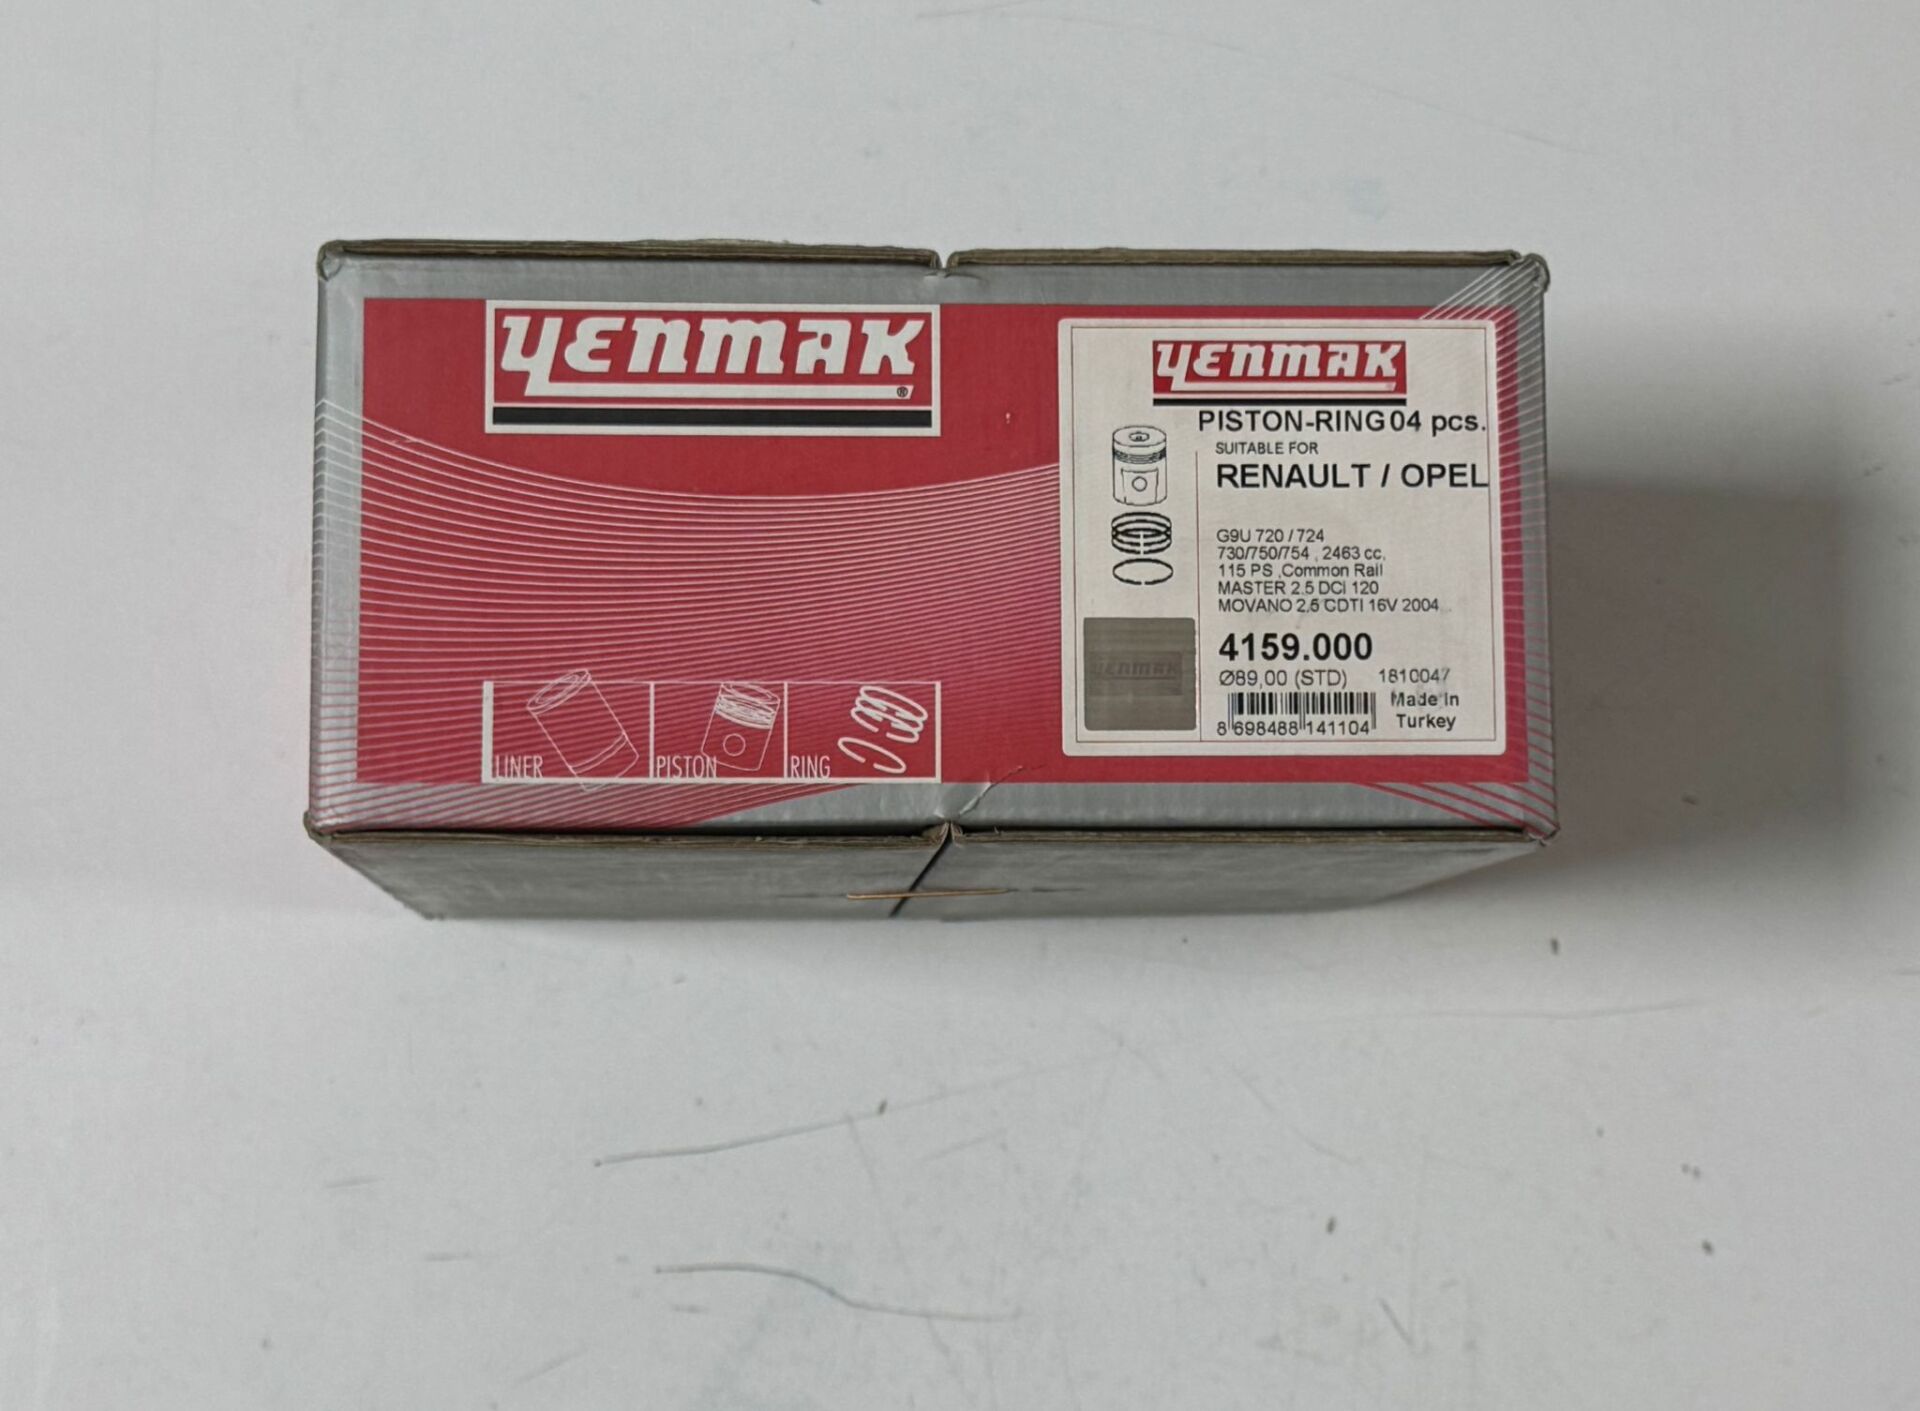 YENMAK
®
LINER
PISTON
RING
YENMAK
PISTON-RING 04 pcs.
SUITABLE FOR
RENAULT / OPEL
G9U 720 / 724
730/750/754 , 2463 cc,
115 PS ,Common Rail
MASTER 2.5 DCI 120
MOVANO 2.5 CDTI 16V 2004..
YENMAK
4159.000
Ø89,00 (STD) 1810047
Made In
Turkey
8 698488 141104